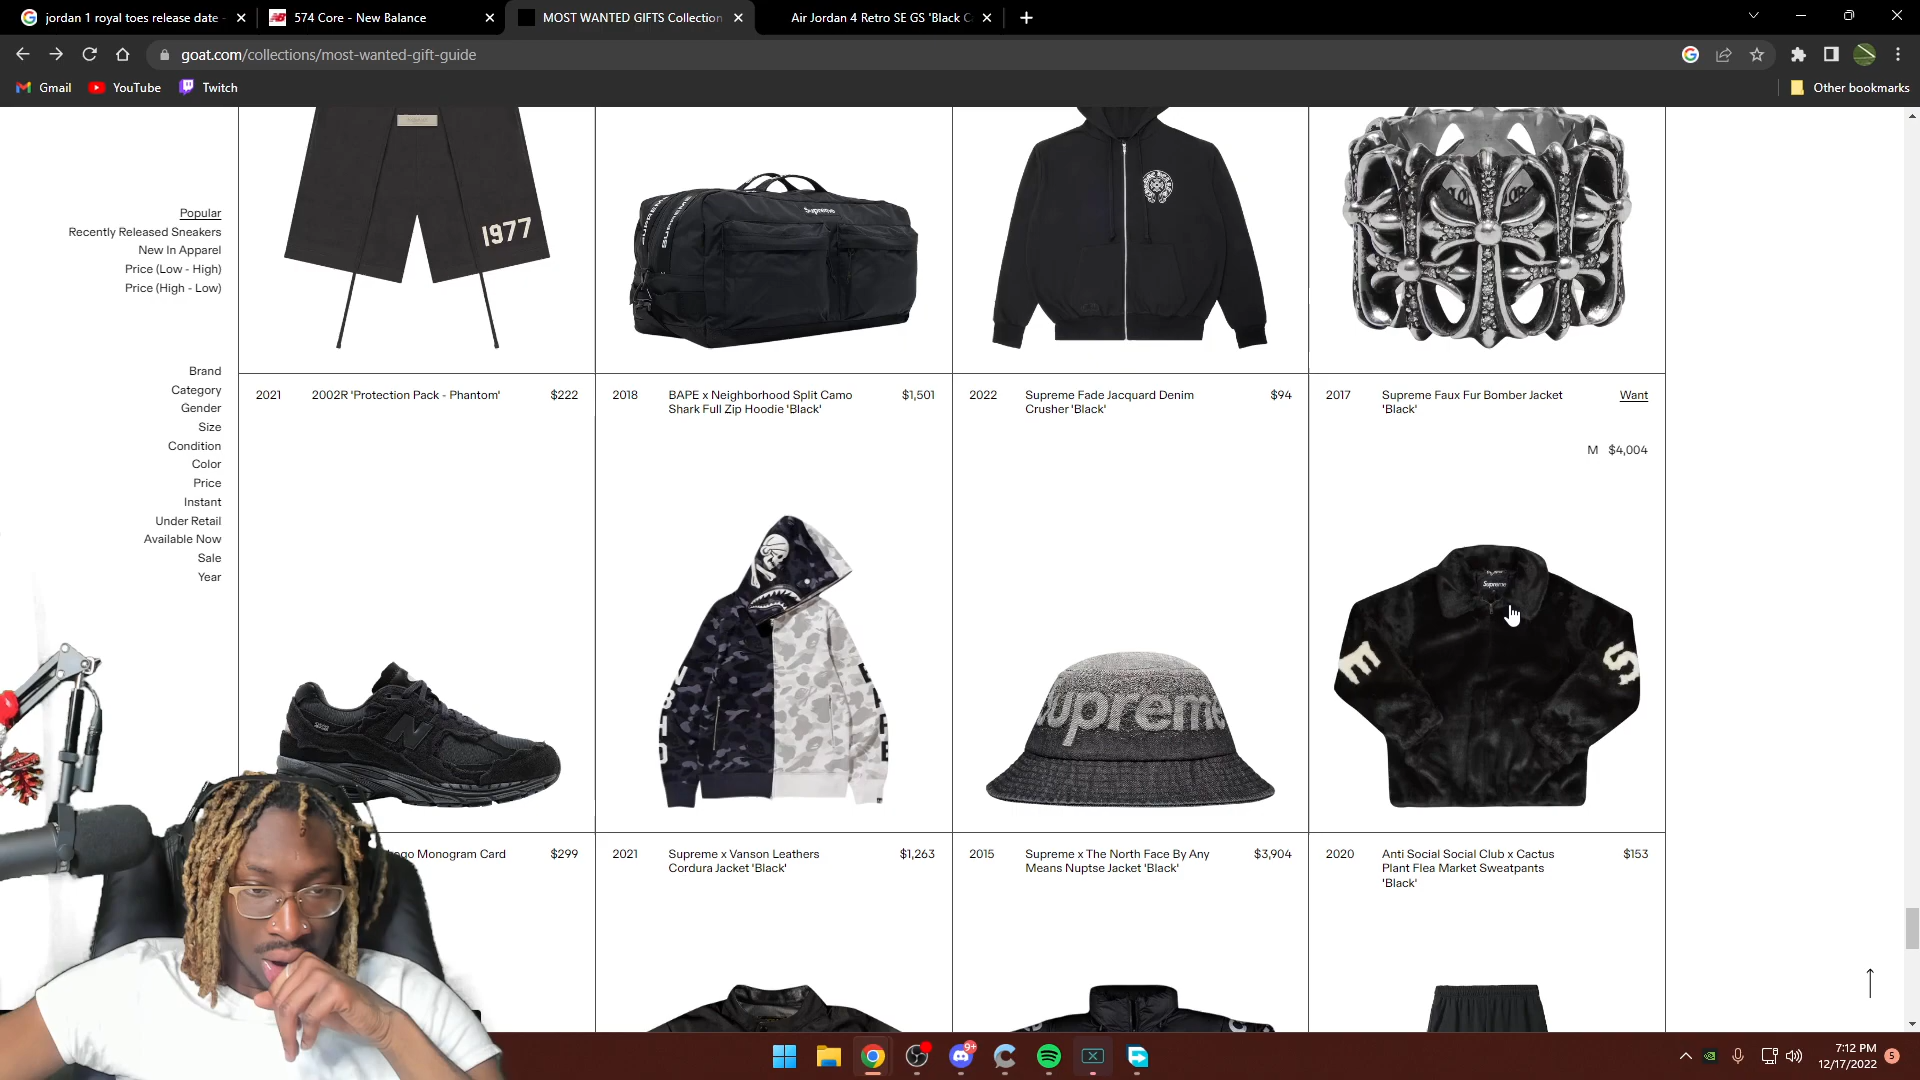 jordan 1 royal toes release date -
574 Core - New Balance
MOST WANTED GIFTS Collection
Air Jordan 4 Retro SE GS 'Black C
goat.com/collections/most-wanted-gift-guide
Gmail
YouTube
Twitch
Other bookmarks
Popular
Recently Released Sneakers
New In Apparel
Price (Low - High)
Price (High - Low)
Brand
Category
Gender
Size
Condition
Color
Price
Instant
Under Retail
Available Now
Sale
Year
1977
Supreme
2021 2002R 'Protection Pack - Phantom' $222
2018 BAPE x Neighborhood Split Camo $1,501
Shark Full Zip Hoodie 'Black'
2022 Supreme Fade Jacquard Denim $94
Crusher 'Black'
2017 Supreme Faux Fur Bomber Jacket Want
'Black'
M $4,004
N
Supreme
Supreme
E
S
ogo Monogram Card $299
2021 Supreme x Vanson Leathers $1,263
Cordura Jacket 'Black'
2015 Supreme x The North Face By Any $3,904
Means Nuptse Jacket 'Black'
2020 Anti Social Social Club x Cactus $153
Plant Flea Market Sweatpants
'Black'
9+
7:12 PM
12/17/2022
5